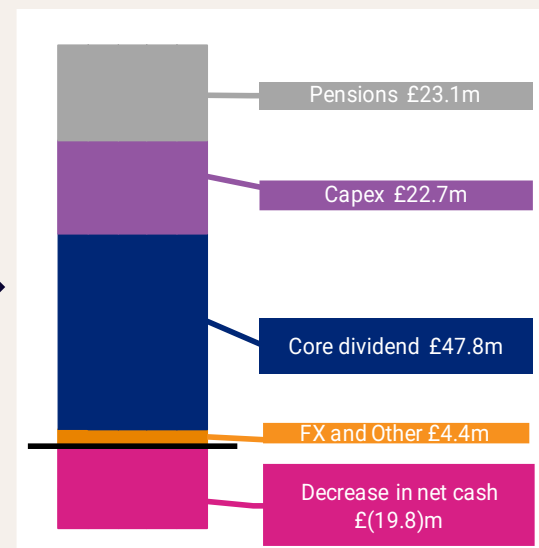 Pensions £23.1m
Capex £22.7m
Core dividend £47.8m
FX and Other £4.4m
Decrease in net cash
£(19.8)m